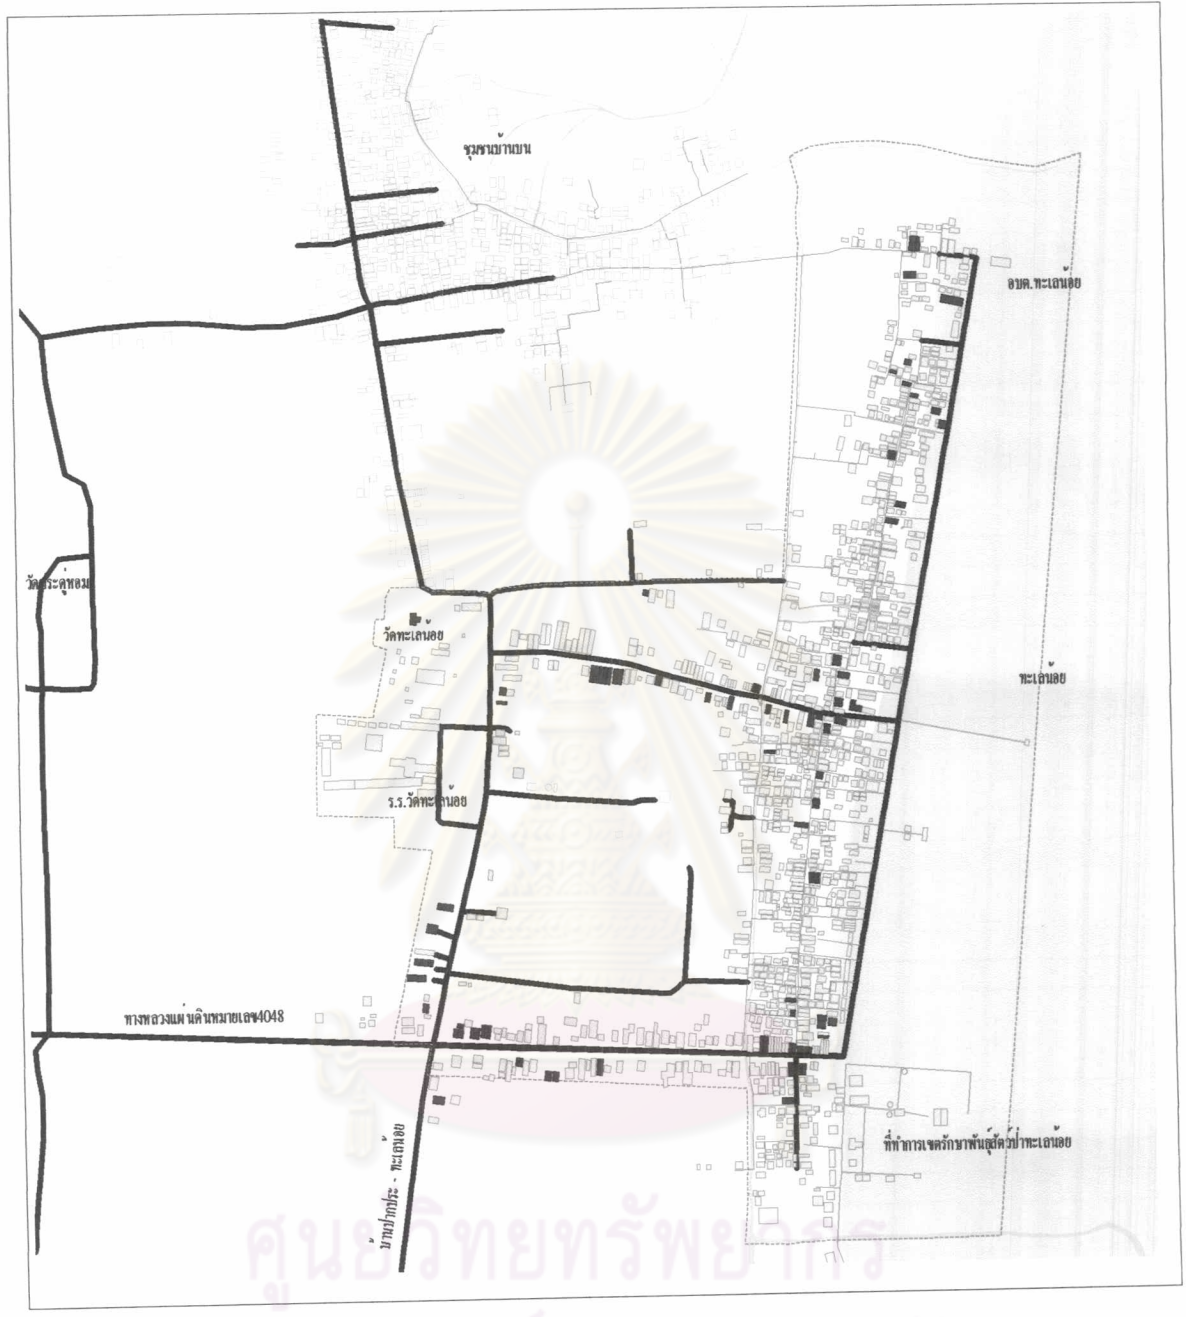 ชุมชนบ้านบน
อบต.ทะเลน้อย
วัดประดู่หอม
วัดทะเลน้อย
ทะเลน้อย
ร.ร.วัดทะเลน้อย
ทางหลวงแผ่นดินหมายเลข4048
บ้านปากประ - ทะเลน้อย
ที่ทำการเขตรักษาพันธุ์สัตว์ป่าทะเลน้อย
ศูนย์วิทยทรัพยากร